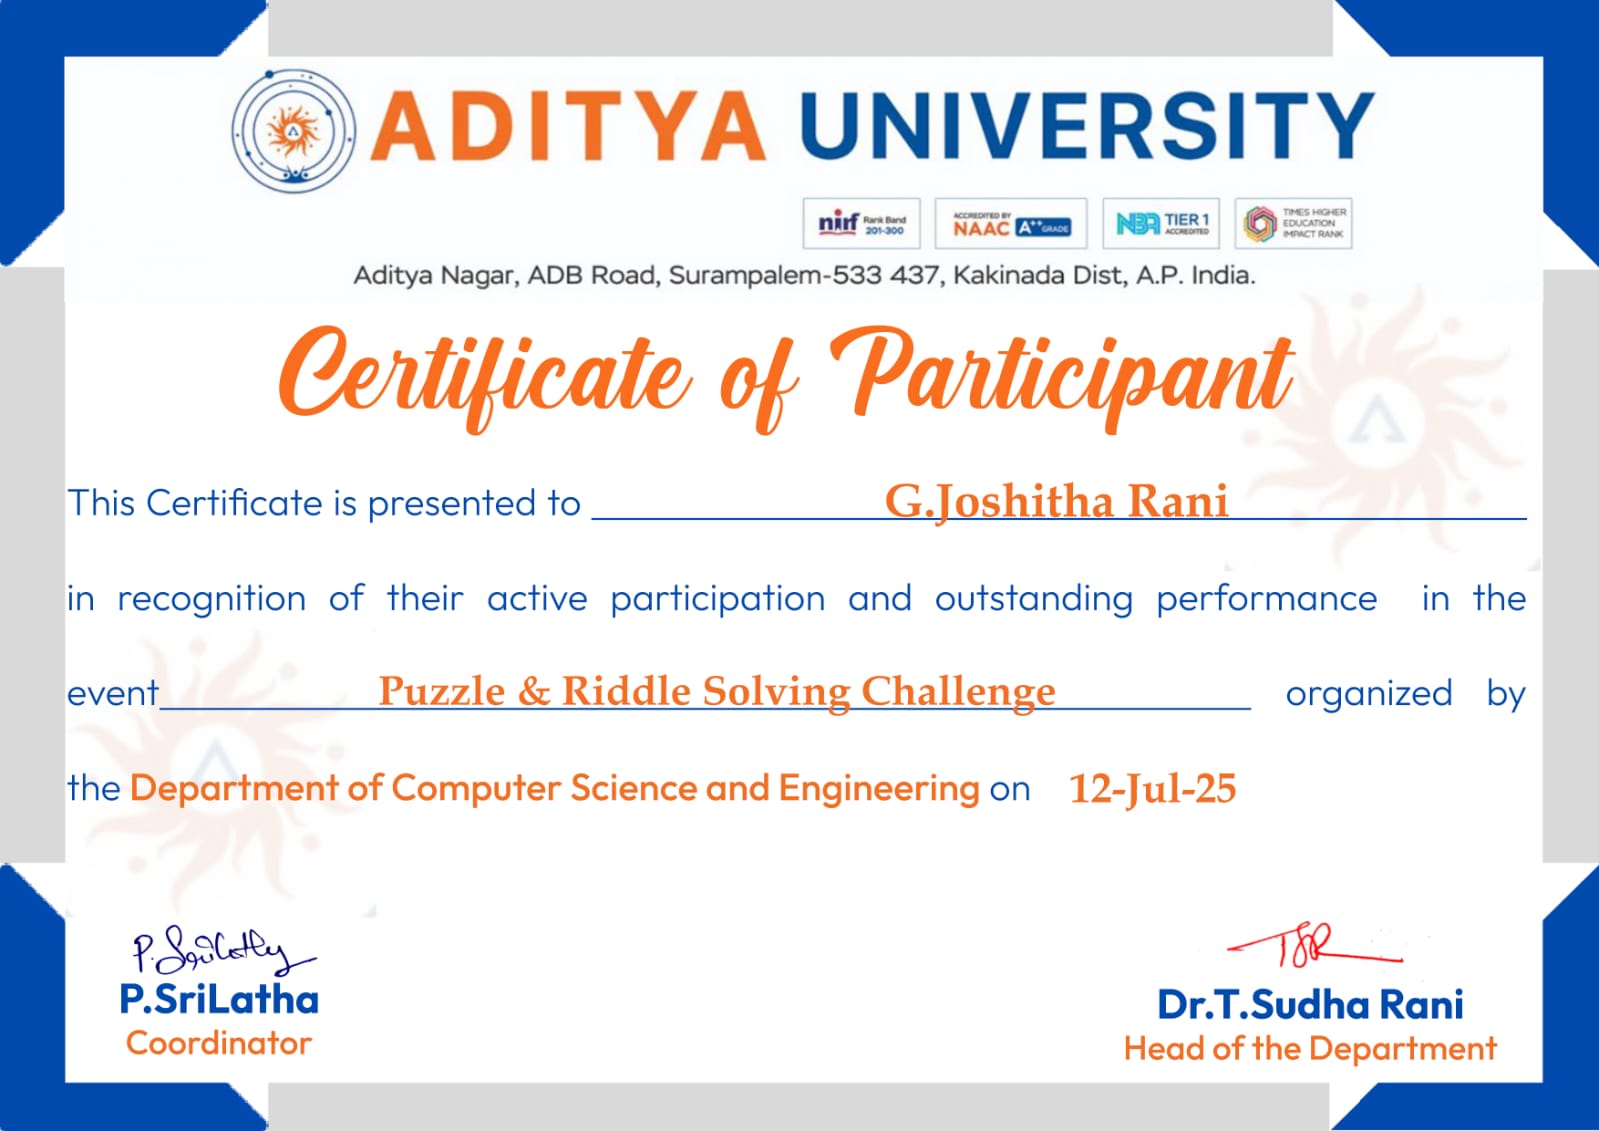 ADITYA UNIVERSITY
nirf Rank Band 201-300
ACCREDITED BY NAAC A++ GRADE
NBA TIER 1 ACCREDITED
TIMES HIGHER EDUCATION IMPACT RANK
Aditya Nagar, ADB Road, Surampalem-533 437, Kakinada Dist, A.P. India.
Certificate of Participant
This Certificate is presented to G.Joshitha Rani
in recognition of their active participation and outstanding performance in the
event Puzzle & Riddle Solving Challenge organized by
the Department of Computer Science and Engineering on 12-Jul-25
P. SriLatha
P.SriLatha
Coordinator
TSR
Dr.T.Sudha Rani
Head of the Department